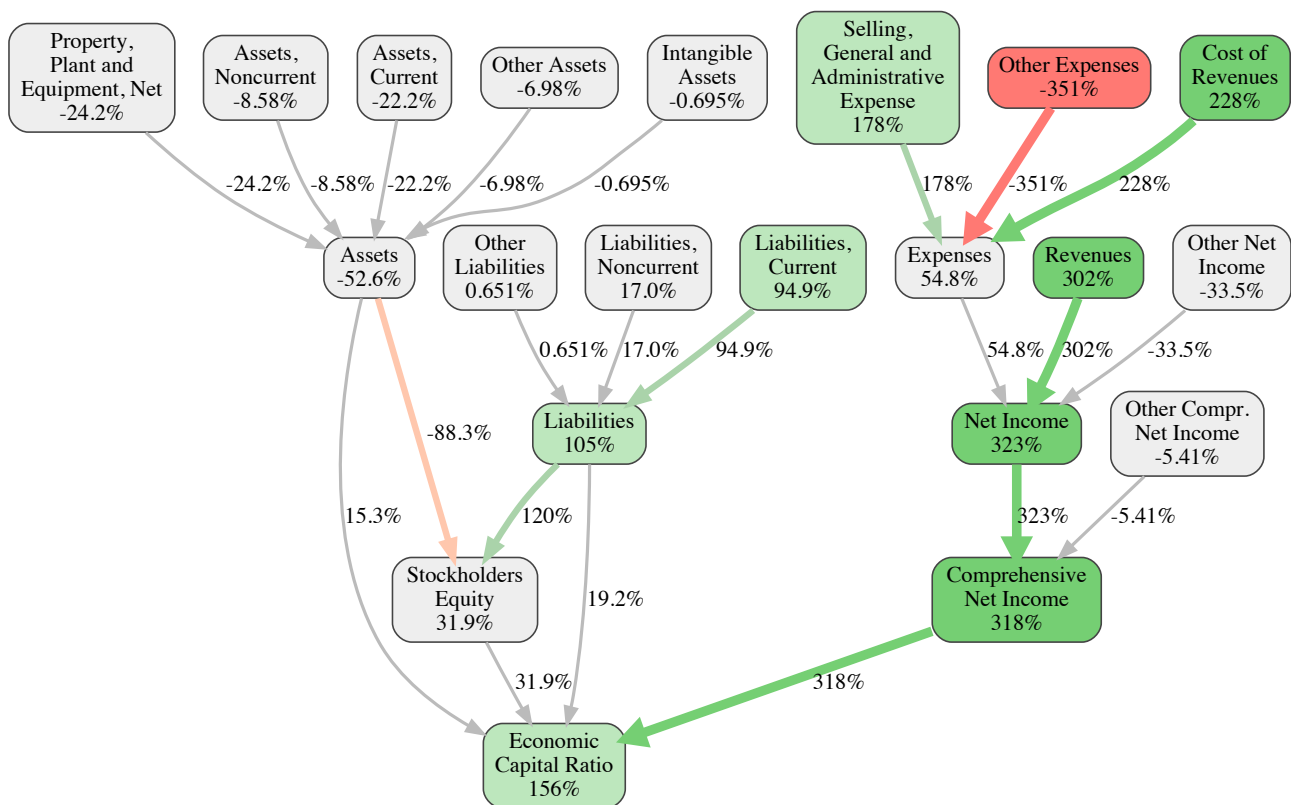 Property,
Plant and
Equipment, Net
-24.2%
Assets,
Noncurrent
-8.58%
Assets,
Current
-22.2%
Other Assets
-6.98%
Intangible
Assets
-0.695%
Selling,
General and
Administrative
Expense
178%
Other Expenses
-351%
Cost of
Revenues
228%
-24.2%
-8.58%
-22.2%
-6.98%
-0.695%
178%
-351%
228%
Assets
-52.6%
Other
Liabilities
0.651%
Liabilities,
Noncurrent
17.0%
Liabilities,
Current
94.9%
Expenses
54.8%
Revenues
302%
Other Net
Income
-33.5%
0.651%
17.0%
94.9%
54.8%
302%
-33.5%
-88.3%
Liabilities
105%
Net Income
323%
Other Compr.
Net Income
-5.41%
15.3%
120%
323%
-5.41%
Stockholders
Equity
31.9%
19.2%
Comprehensive
Net Income
318%
31.9%
318%
Economic
Capital Ratio
156%